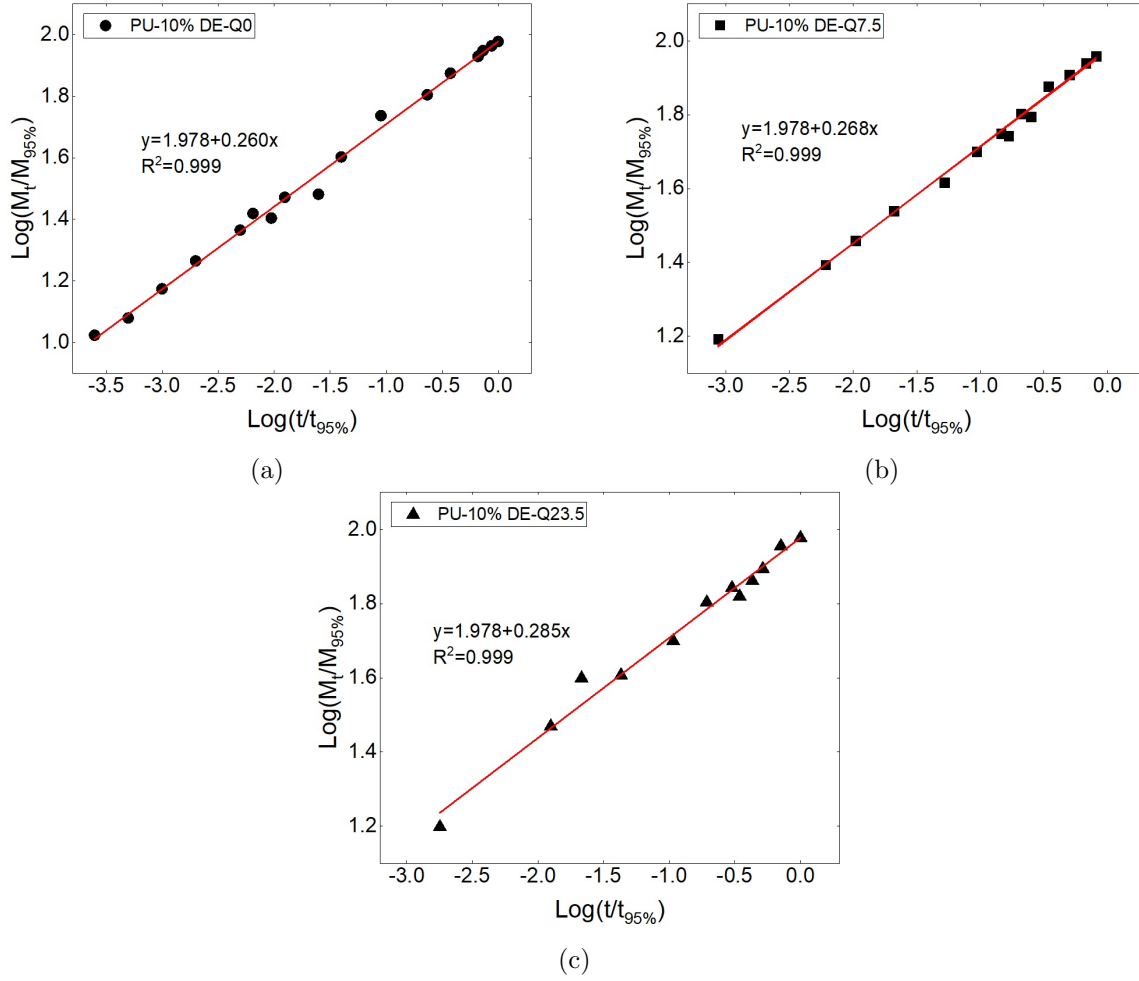 PU-10% DE-Q0
y=1.978+0.260x
R²=0.999
Log(Mt/M95%)
2.0
1.8
1.6
1.4
1.2
1.0
-3.5 -3.0 -2.5 -2.0 -1.5 -1.0 -0.5 0.0
Log(t/t95%)
(a)
PU-10% DE-Q7.5
y=1.978+0.268x
R²=0.999
Log(Mt/M95%)
2.0
1.8
1.6
1.4
1.2
-3.0 -2.5 -2.0 -1.5 -1.0 -0.5 0.0
Log(t/t95%)
(b)
PU-10% DE-Q23.5
y=1.978+0.285x
R²=0.999
Log(Mt/M95%)
2.0
1.8
1.6
1.4
1.2
-3.0 -2.5 -2.0 -1.5 -1.0 -0.5 0.0
Log(t/t95%)
(c)